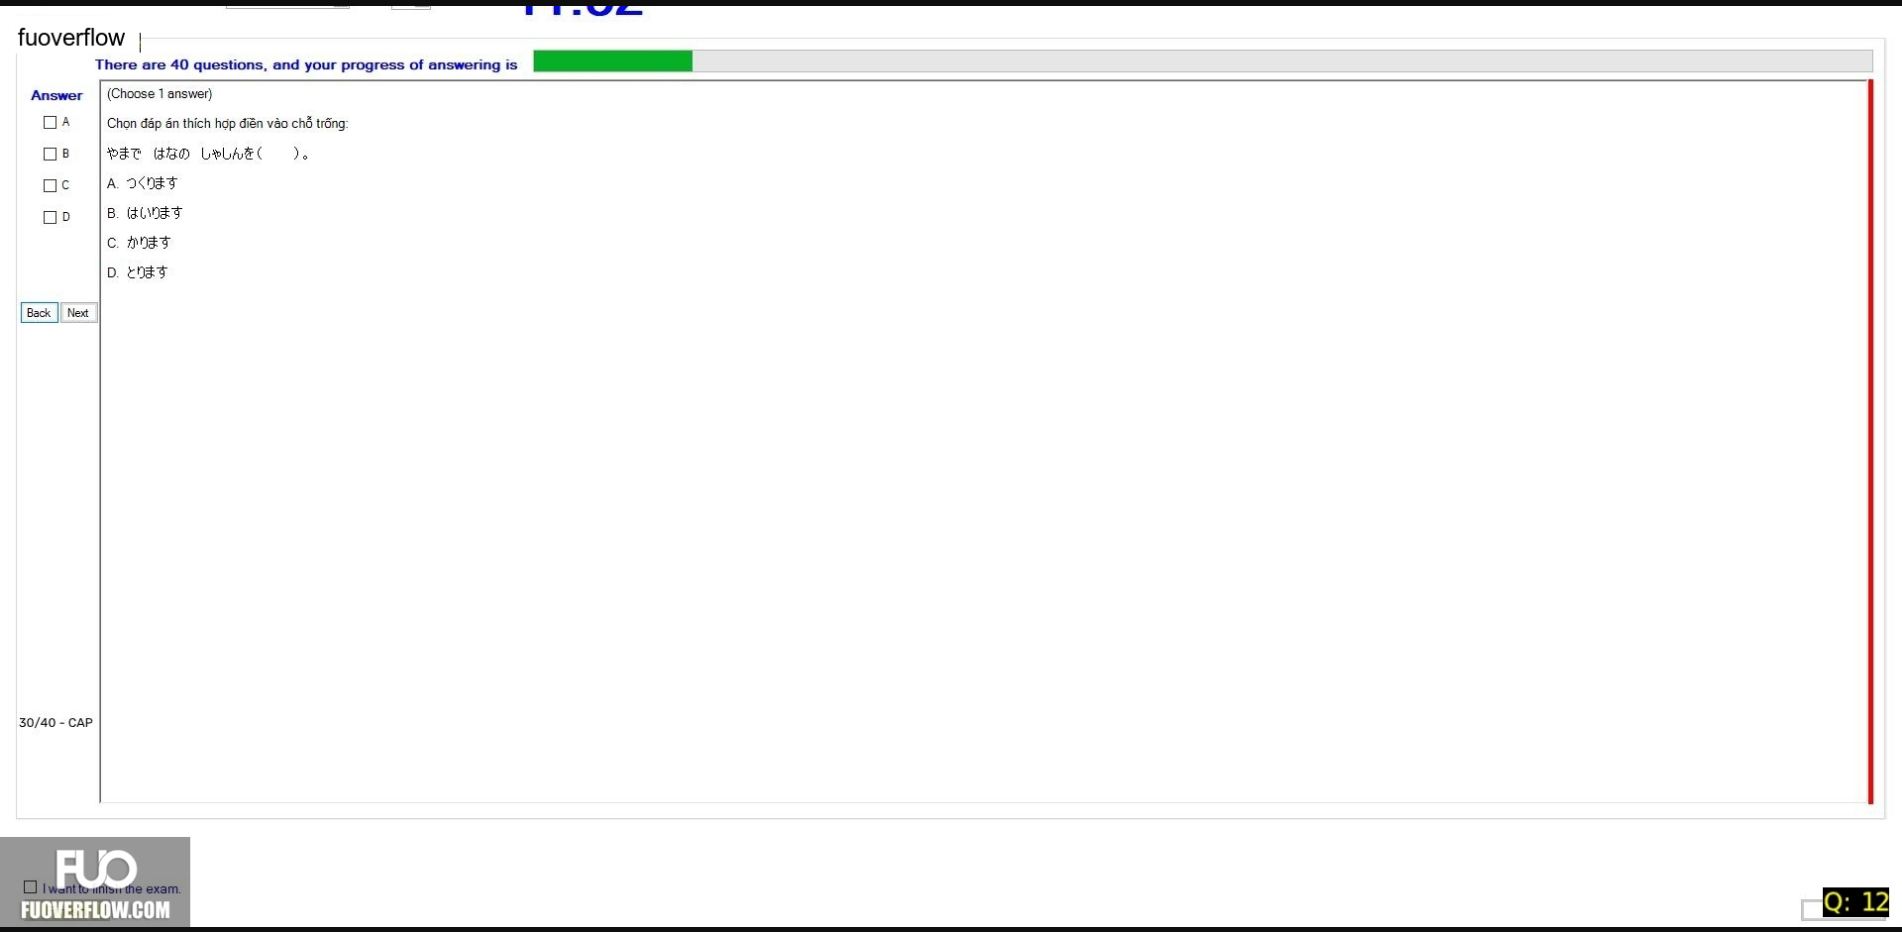 fuoverflow
There are 40 questions, and your progress of answering is
Answer
(Choose 1 answer)
A
Chọn đáp án thích hợp điền vào chỗ trống:
B
やまで はなの しゃしんを( )。
C
A. つくります
D
B. はいります
C. かります
D. とります
Back
Next
30/40 - CAP
FUO
I want to finish the exam.
FUOVERFLOW.COM
Q: 12